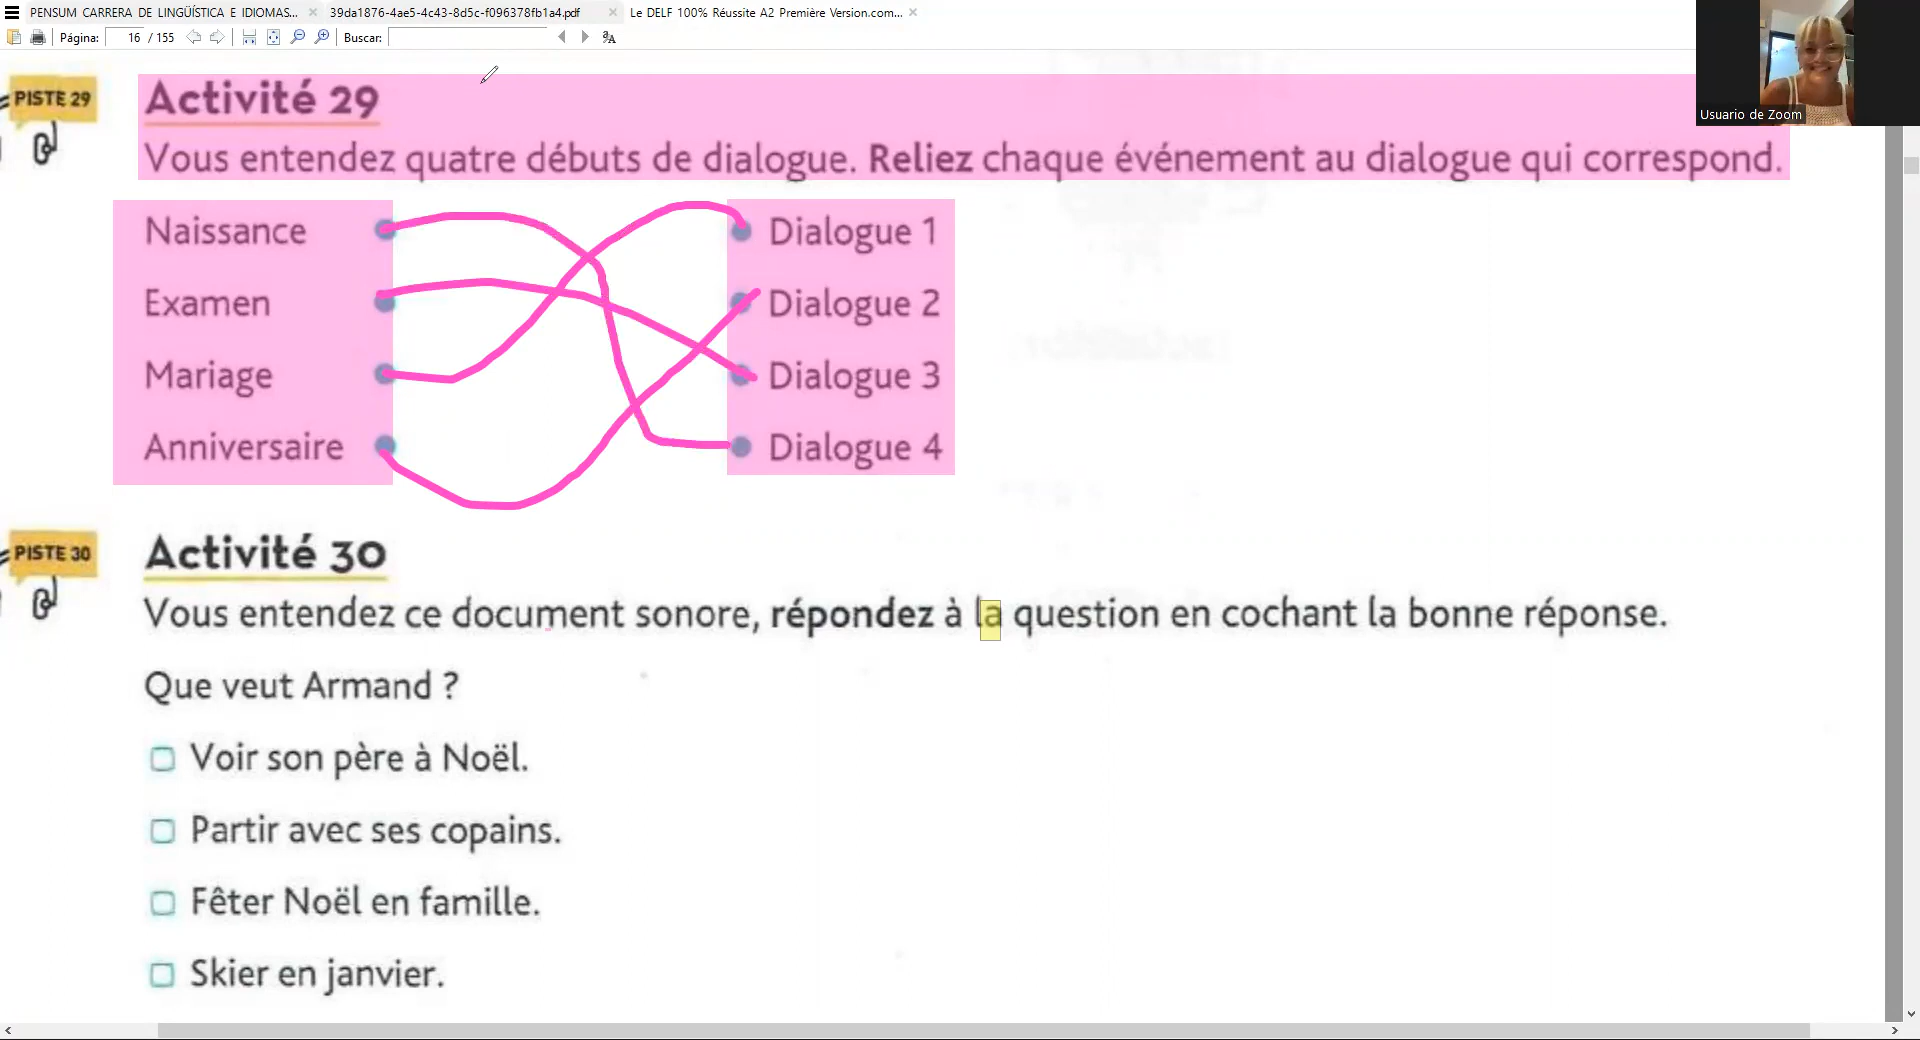 PENSUM CARRERA DE LINGÜÍSTICA E IDIOMAS...
39da1876-4ae5-4c43-8d5c-f096378fb1a4.pdf
Le DELF 100% Réussite A2 Première Version.com...
Página: 16 / 155
Buscar:
Usuario de Zoom
PISTE 29
Activité 29
Vous entendez quatre débuts de dialogue. Reliez chaque événement au dialogue qui correspond.
Naissance Dialogue 1
Examen Dialogue 2
Mariage Dialogue 3
Anniversaire Dialogue 4
PISTE 30
Activité 30
Vous entendez ce document sonore, répondez à la question en cochant la bonne réponse.
Que veut Armand ?
Voir son père à Noël.
Partir avec ses copains.
Fêter Noël en famille.
Skier en janvier.